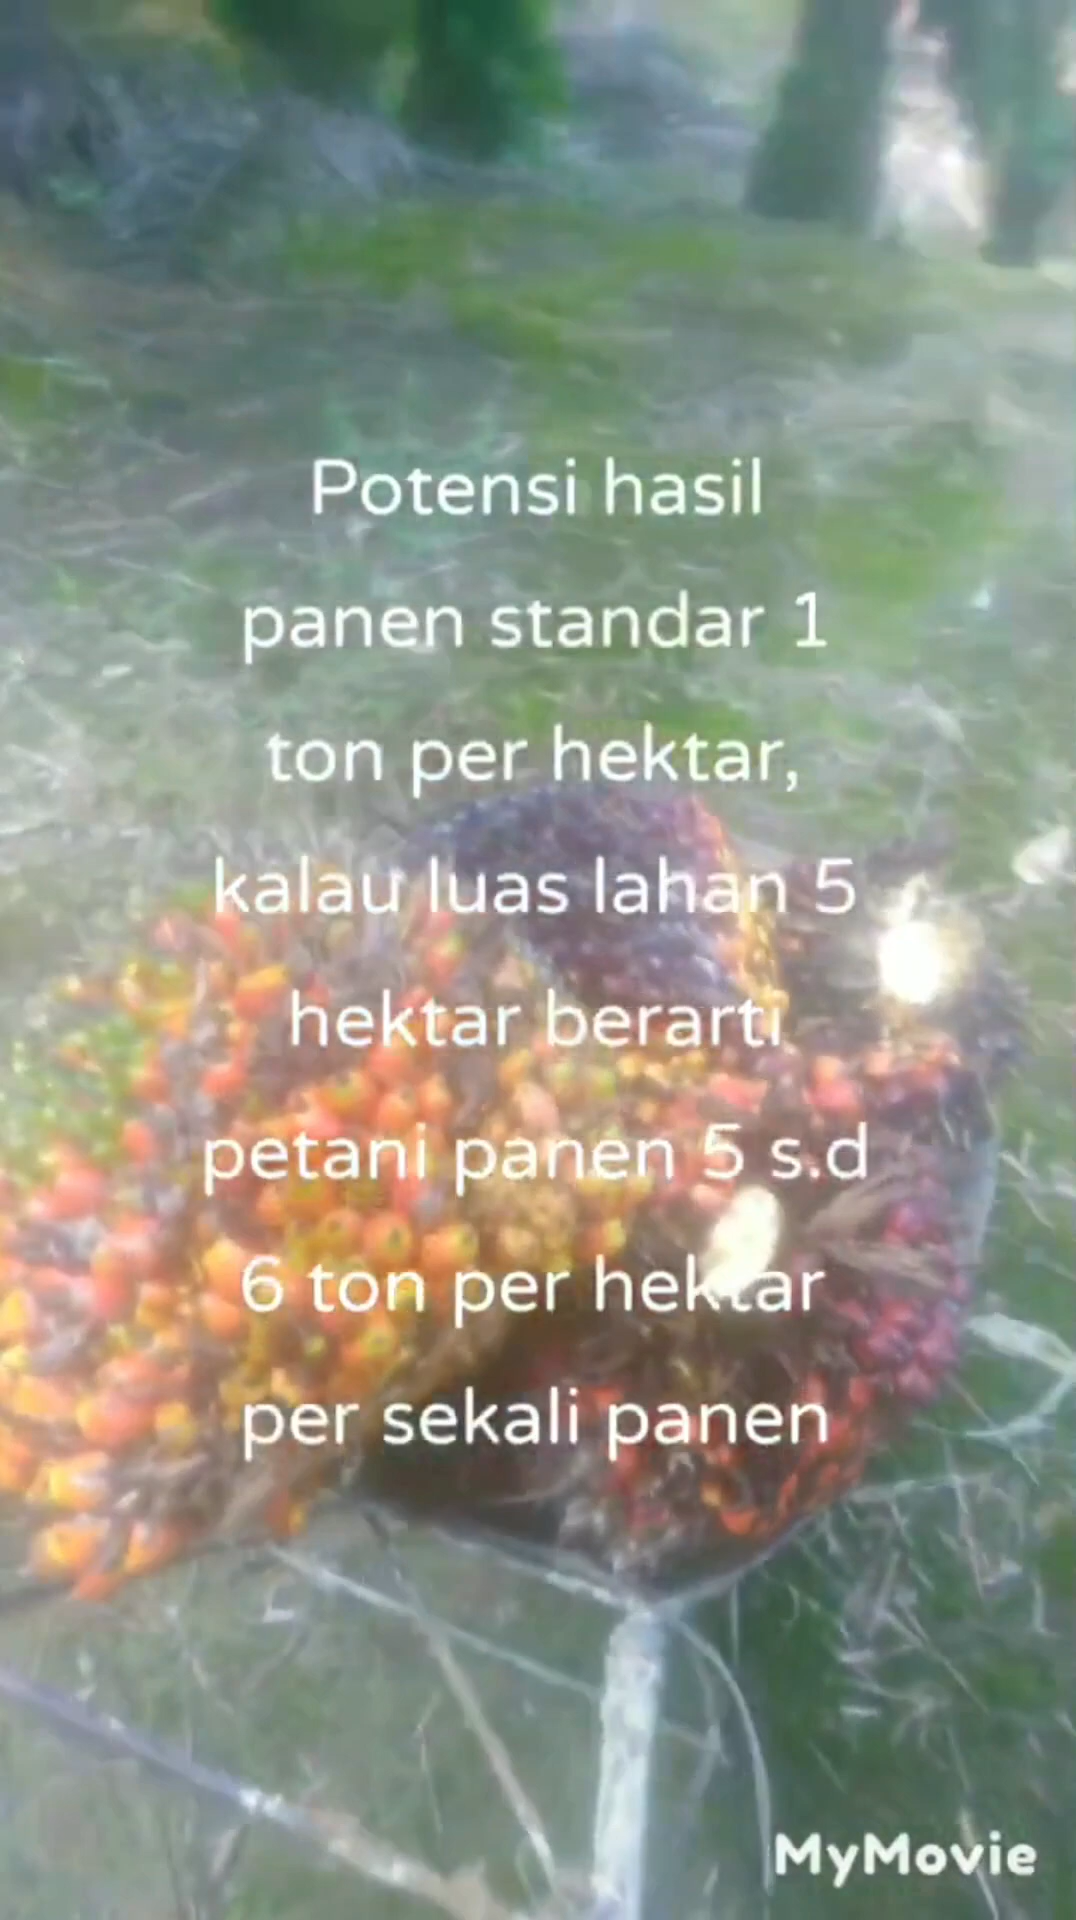 Potensi hasil
panen standar 1
ton per hektar,
kalau luas lahan 5
hektar berarti
petani panen 5 s.d
6 ton per hektar
per sekali panen
MyMovie